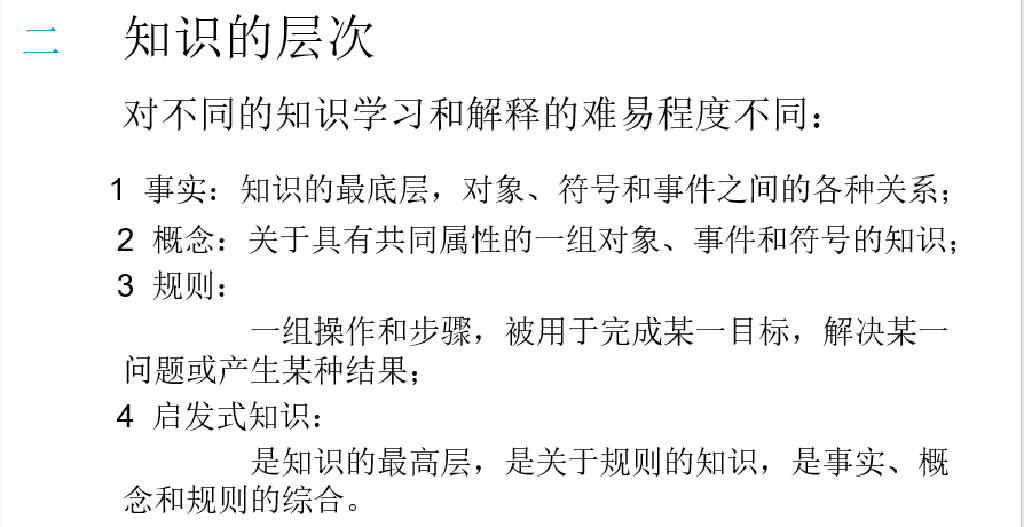 二 知识的层次
对不同的知识学习和解释的难易程度不同：
1 事实：知识的最底层，对象、符号和事件之间的各种关系；
2 概念：关于具有共同属性的一组对象、事件和符号的知识；
3 规则：
一组操作和步骤，被用于完成某一目标，解决某一
问题或产生某种结果；
4 启发式知识：
是知识的最高层，是关于规则的知识，是事实、概
念和规则的综合。